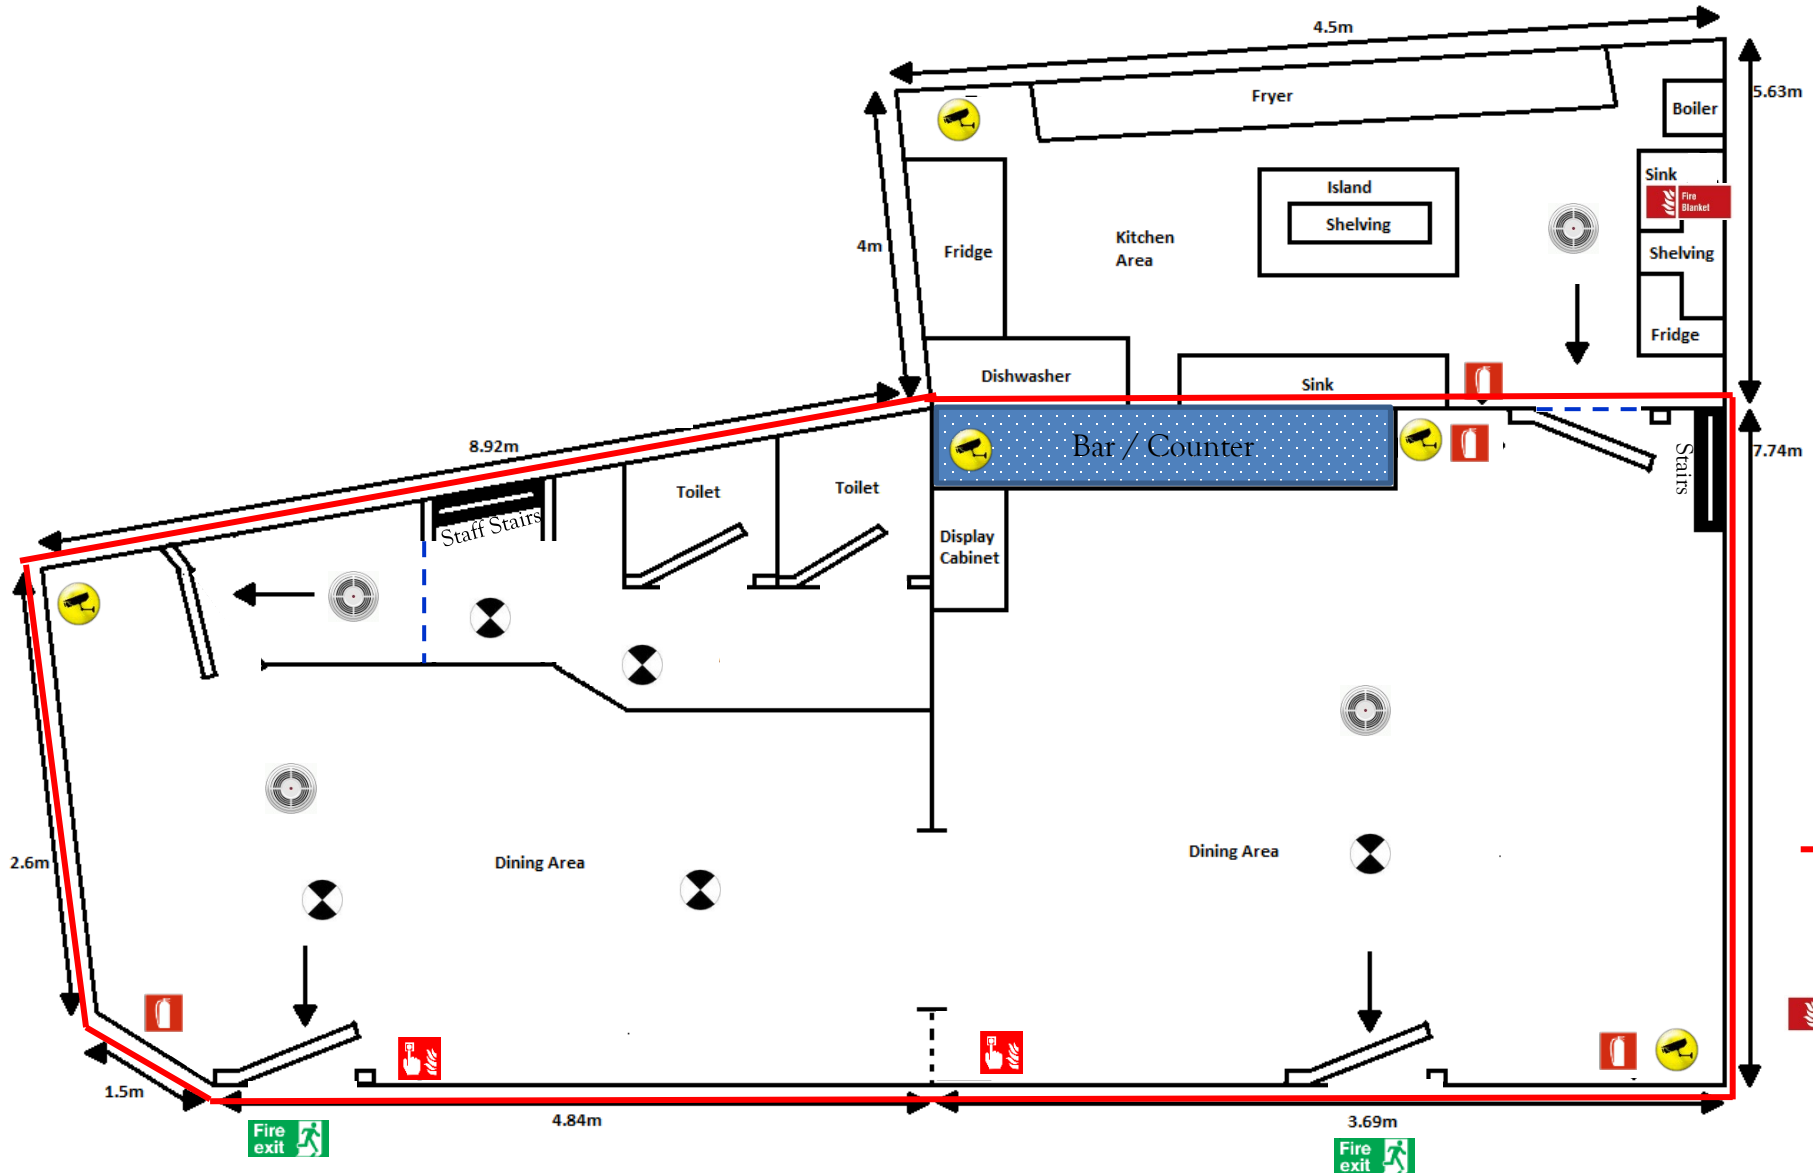 4.5m
5.63m
Fryer
Boiler
Sink
Fire
Blanket
Island
Shelving
Kitchen
Area
4m
Fridge
Shelving
Fridge
Dishwasher
Sink
8.92m
Bar / Counter
Stairs
7.74m
Toilet
Toilet
Staff Stairs
Display
Cabinet
2.6m
Dining Area
Dining Area
1.5m
4.84m
3.69m
Fire
exit
Fire
exit